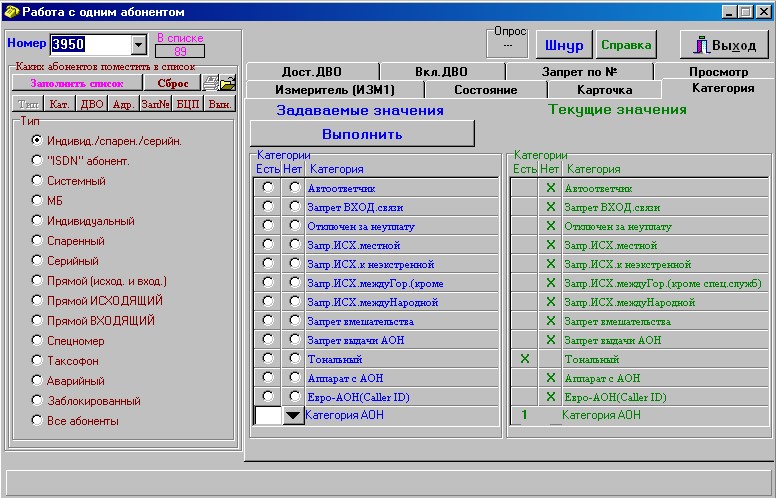 Работа с одним абонентом
Номер 3950
В списке
89
Опрос
---
Шнур
Справка
Выход
Каких абонентов поместить в список
Заполнить список
Сброс
Тип Кат. ДВО Адр. Зап№ БЦП Вын.
Тип
Индивид./спарен./серийн.
"ISDN" абонент.
Системный
МБ
Индивидуальный
Спаренный
Серийный
Прямой (исход. и вход.)
Прямой ИСХОДЯЩИЙ
Прямой ВХОДЯЩИЙ
Спецномер
Таксофон
Аварийный
Заблокированный
Все абоненты
Дост.ДВО Вкл.ДВО Запрет по № Просмотр
Измеритель (ИЗМ1) Состояние Карточка Категория
Задаваемые значения
Выполнить
Категории
Есть Нет Категория
Автоответчик
Запрет ВХОД.связи
Отключен за неуплату
Запр.ИСХ.местной
Запр.ИСХ.к неэкстренной
Запр.ИСХ.междуГор.(кроме
Запр.ИСХ.междуНародной
Запрет вмешательства
Запрет выдачи АОН
Тональный
Аппарат с АОН
Евро-АОН(Caller ID)
Категория АОН
Текущие значения
Категории
Есть Нет Категория
X Автоответчик
X Запрет ВХОД.связи
X Отключен за неуплату
X Запр.ИСХ.местной
X Запр.ИСХ.к неэкстренной
X Запр.ИСХ.междуГор.(кроме спец.служб)
X Запр.ИСХ.междуНародной
X Запрет вмешательства
X Запрет выдачи АОН
X Тональный
X Аппарат с АОН
X Евро-АОН(Caller ID)
1 Категория АОН